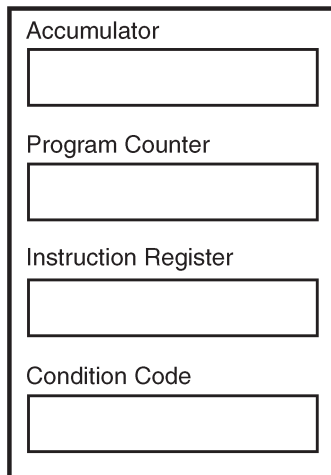 Accumulator
Program Counter
Instruction Register
Condition Code